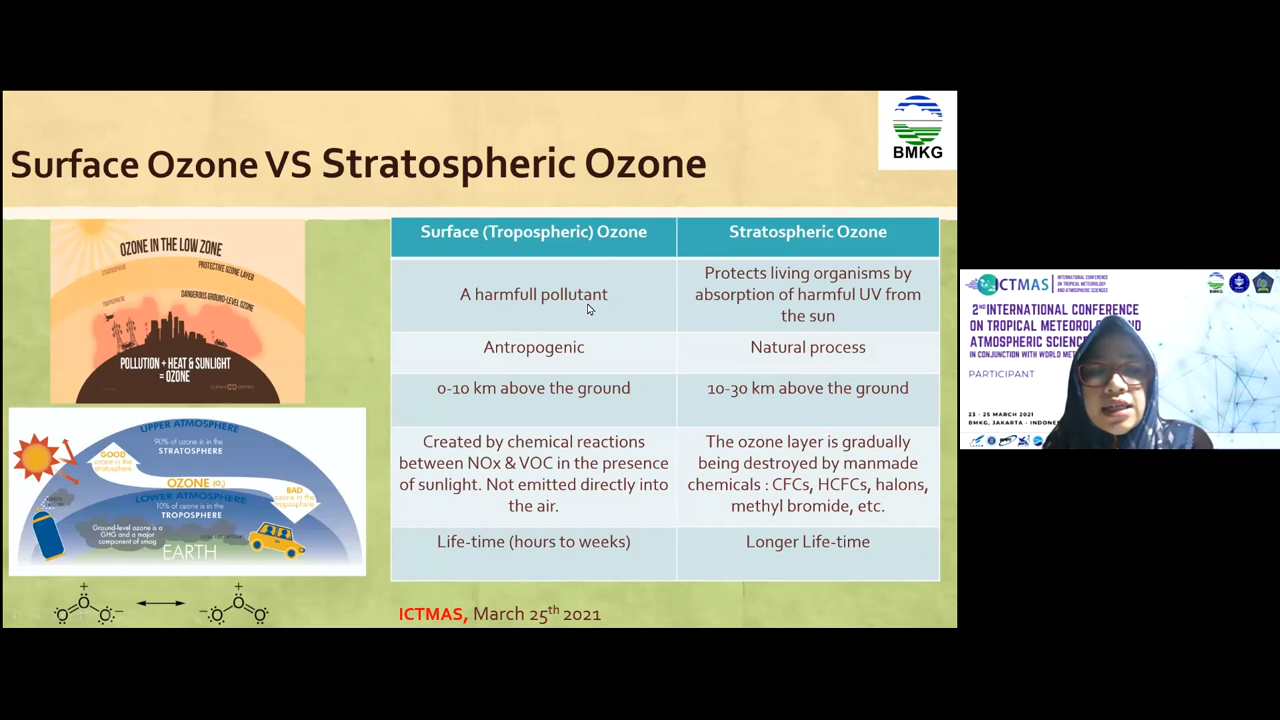 BMKG
Surface Ozone VS Stratospheric Ozone
OZONE IN THE LOW ZONE
STRATOSPHERE
PROTECTIVE OZONE LAYER
TROPOSPHERE
DANGEROUS GROUND-LEVEL OZONE
POLLUTION + HEAT & SUNLIGHT
= OZONE
UPPER ATMOSPHERE
90% of ozone is in the
STRATOSPHERE
GOOD
ozone in the
stratosphere
OZONE (O₃)
LOWER ATMOSPHERE
10% of ozone is in the
TROPOSPHERE
BAD
ozone in the
troposphere
Ground-level ozone is a
GHG and a major
component of smog
EARTH
Surface (Tropospheric) Ozone
Stratospheric Ozone
A harmfull pollutant
Protects living organisms by
absorption of harmful UV from
the sun
Antropogenic
Natural process
0-10 km above the ground
10-30 km above the ground
Created by chemical reactions
between NOx & VOC in the presence
of sunlight. Not emitted directly into
the air.
The ozone layer is gradually
being destroyed by manmade
chemicals : CFCs, HCFCs, halons,
methyl bromide, etc.
Life-time (hours to weeks)
Longer Life-time
+ +
O O O − − O O O
ICTMAS, March 25th 2021
ICTMAS
INTERNATIONAL CONFERENCE
ON TROPICAL METEOROLOGY
AND ATMOSPHERIC SCIENCES
2ND INTERNATIONAL CONFERENCE
ON TROPICAL
ATMOSPHERIC
IN CONJUNCTION WITH WORLD
PARTICIPANT
23 - 25 MARCH 2021
BMKG, JAKARTA -